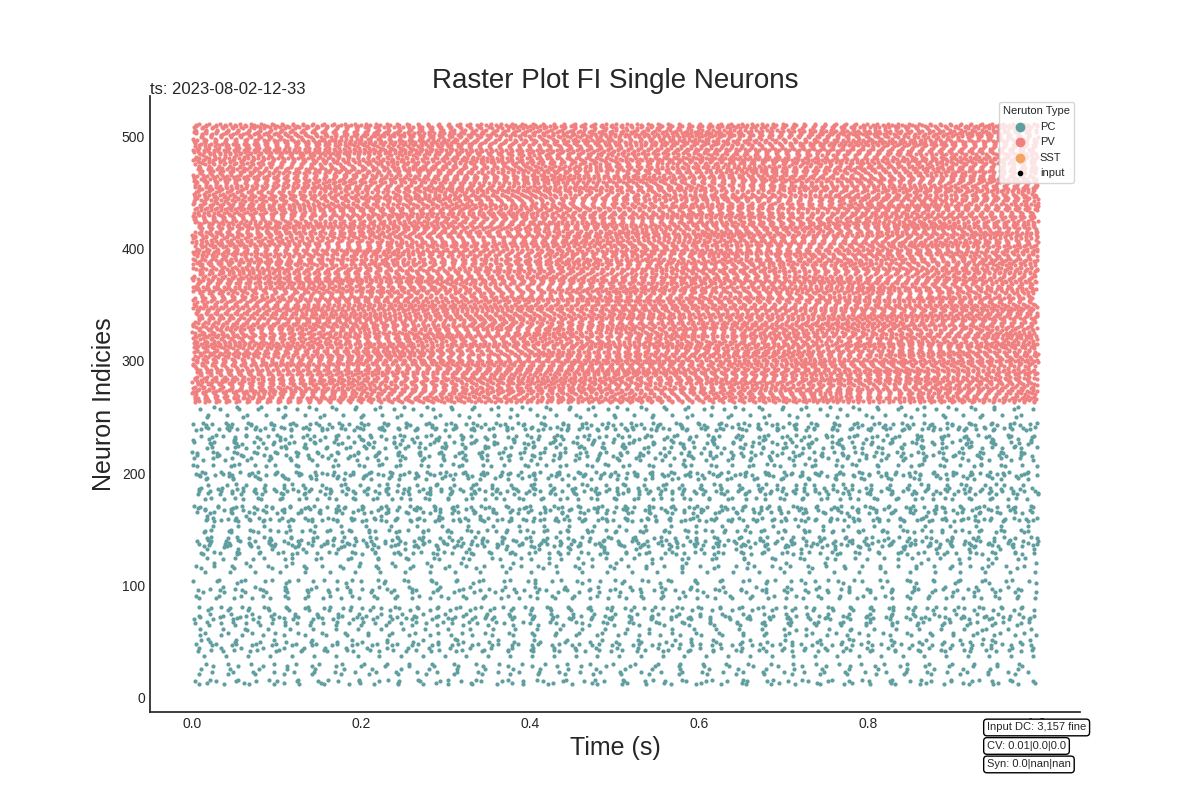 Raster Plot FI Single Neurons
ts: 2023-08-02-12-33
Neruton Type
PC
PV
SST
input
Neuron Indicies
500
400
300
200
100
0
0.0 0.2 0.4 0.6 0.8
Time (s)
Input DC: 3,157 fine
CV: 0.01|0.0|0.0
Syn: 0.0|nan|nan